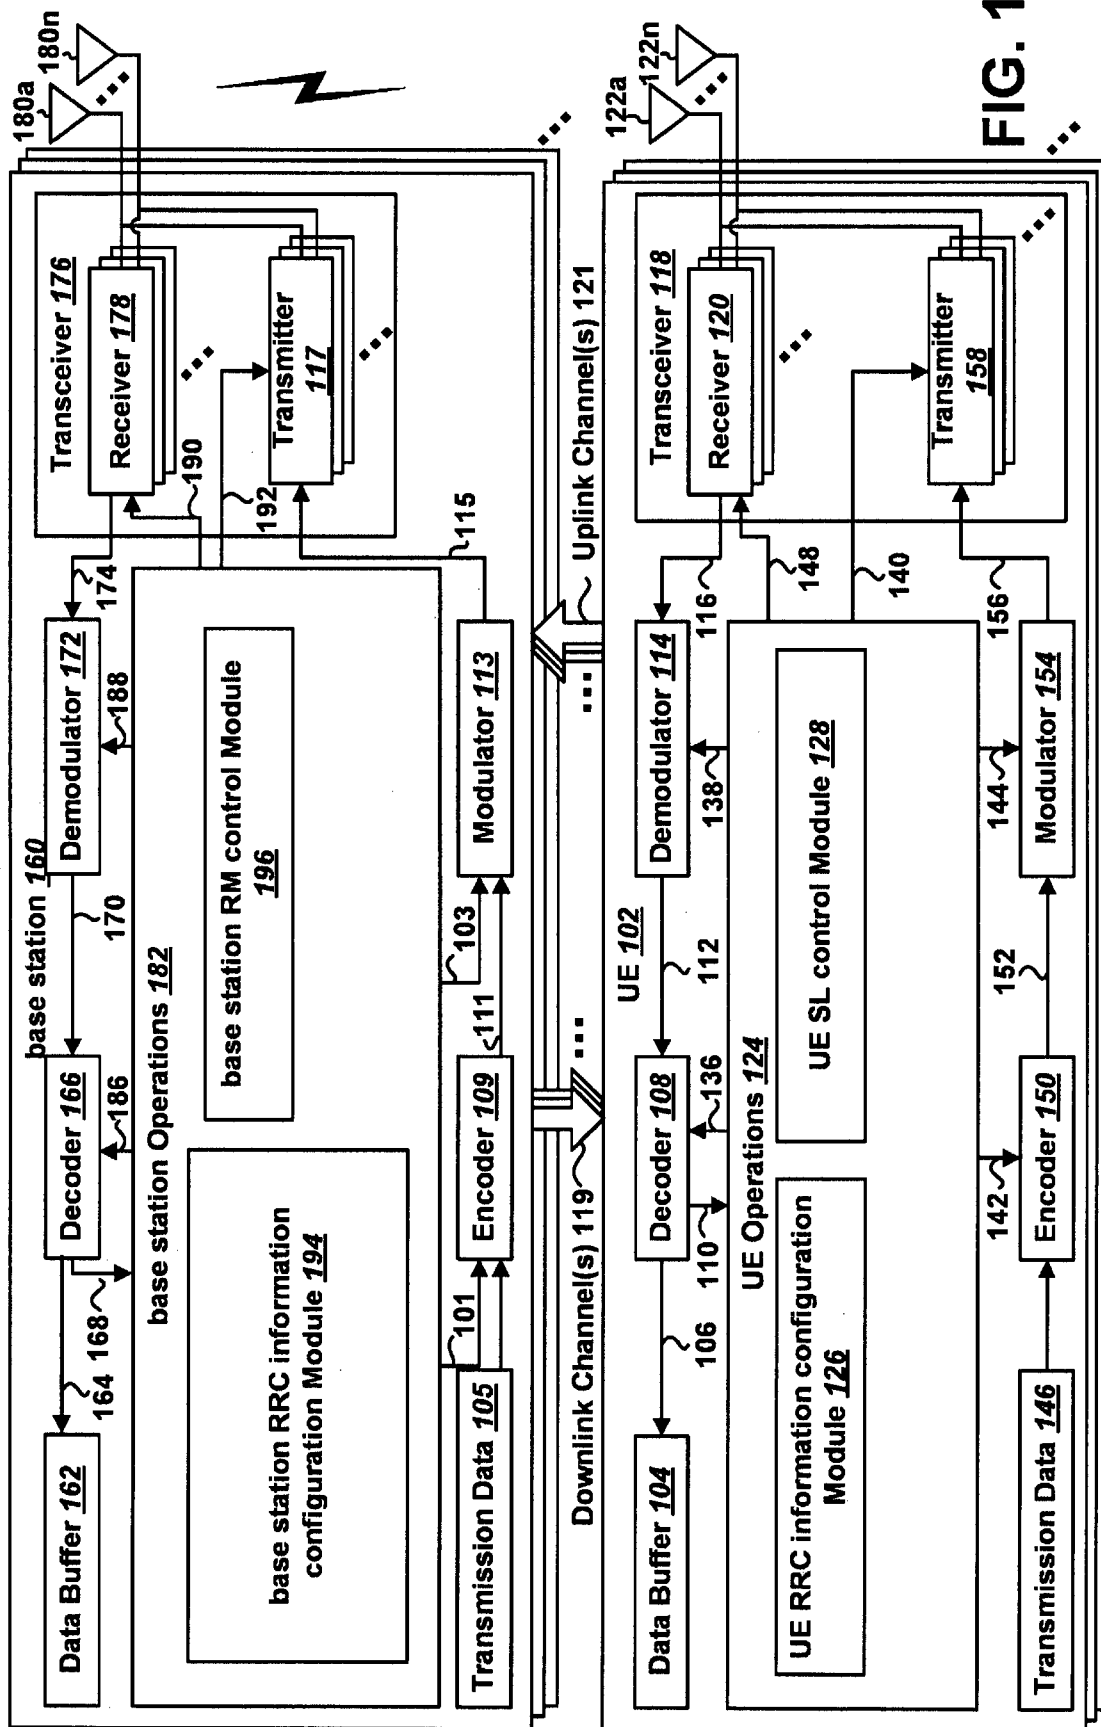 base station 160
Data Buffer 162
164
168
Decoder 166
186
170
Demodulator 172
188
174
Transceiver 176
Receiver 178
190
192
Transmitter
117
180a
180n
base station Operations 182
base station RRC information
configuration Module 194
base station RM control Module
196
Transmission Data 105
101
Encoder 109
111
103
Modulator 113
115
Downlink Channel(s) 119
Uplink Channel(s) 121
UE 102
Data Buffer 104
106
Decoder 108
110
136
112
Demodulator 114
138
116
Transceiver 118
Receiver 120
148
140
Transmitter
158
122a
122n
UE Operations 124
UE RRC information configuration
Module 126
UE SL control Module 128
Transmission Data 146
142
Encoder 150
152
144
Modulator 154
156
FIG. 1